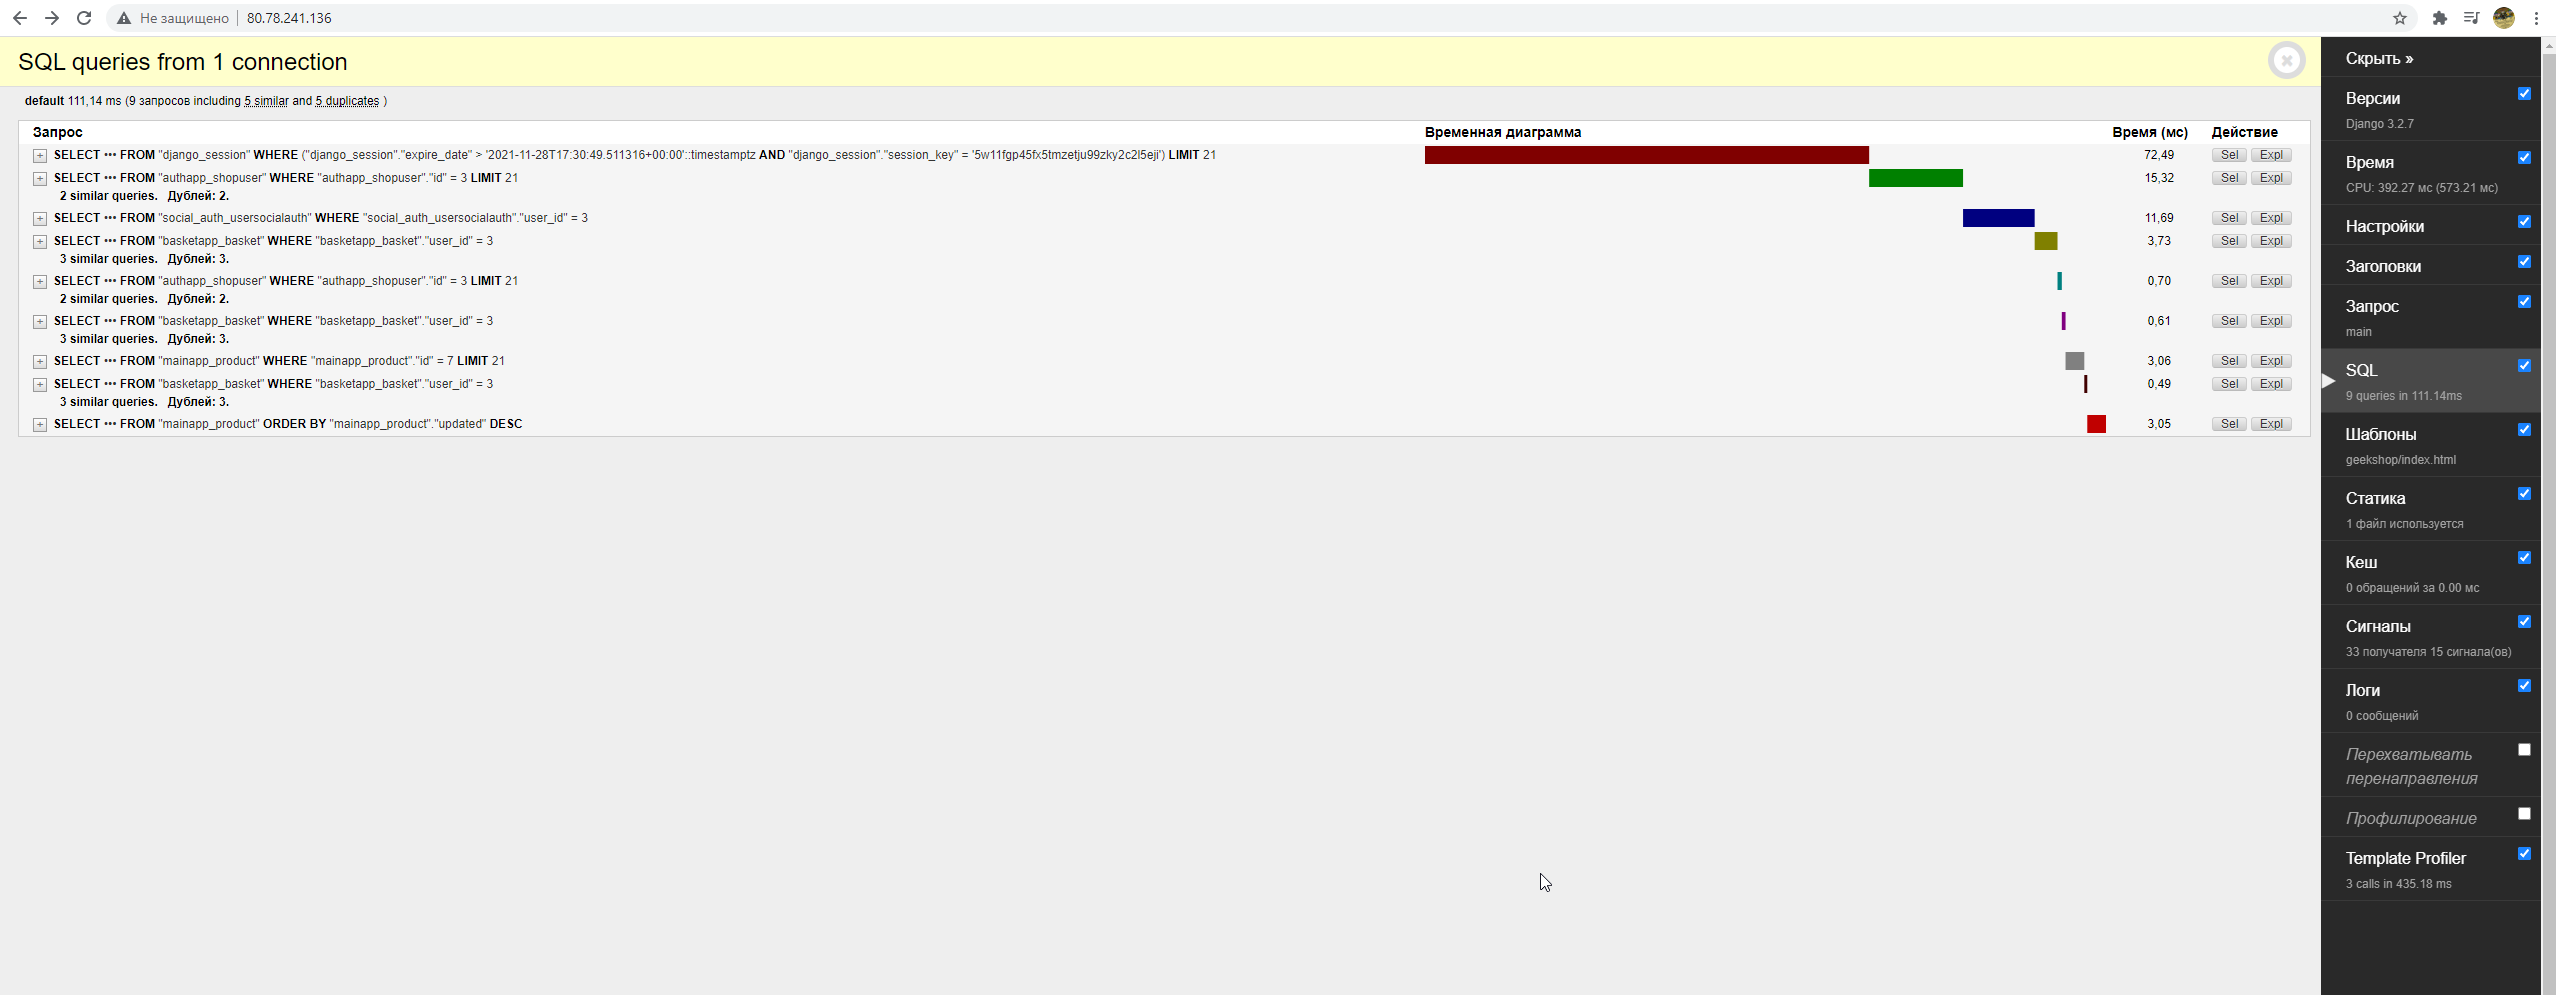 Не защищено 80.78.241.136
SQL queries from 1 connection
default 111,14 ms (9 запросов including 5 similar and 5 duplicates )
Запрос Временная диаграмма Время (мс) Действие
SELECT ••• FROM "django_session" WHERE ("django_session"."expire_date" > '2021-11-28T17:30:49.511316+00:00'::timestamptz AND "django_session"."session_key" = '5w11fgp45fx5tmzetju99zky2c2l5eji') LIMIT 21 72,49 Sel Expl
SELECT ••• FROM "authapp_shopuser" WHERE "authapp_shopuser"."id" = 3 LIMIT 21 15,32 Sel Expl
2 similar queries. Дублей: 2.
SELECT ••• FROM "social_auth_usersocialauth" WHERE "social_auth_usersocialauth"."user_id" = 3 11,69 Sel Expl
SELECT ••• FROM "basketapp_basket" WHERE "basketapp_basket"."user_id" = 3 3,73 Sel Expl
3 similar queries. Дублей: 3.
SELECT ••• FROM "authapp_shopuser" WHERE "authapp_shopuser"."id" = 3 LIMIT 21 0,70 Sel Expl
2 similar queries. Дублей: 2.
SELECT ••• FROM "basketapp_basket" WHERE "basketapp_basket"."user_id" = 3 0,61 Sel Expl
3 similar queries. Дублей: 3.
SELECT ••• FROM "mainapp_product" WHERE "mainapp_product"."id" = 7 LIMIT 21 3,06 Sel Expl
SELECT ••• FROM "basketapp_basket" WHERE "basketapp_basket"."user_id" = 3 0,49 Sel Expl
3 similar queries. Дублей: 3.
SELECT ••• FROM "mainapp_product" ORDER BY "mainapp_product"."updated" DESC 3,05 Sel Expl
Скрыть »
Версии
Django 3.2.7
Время
CPU: 392.27 мс (573.21 мс)
Настройки
Заголовки
Запрос
main
SQL
9 queries in 111.14ms
Шаблоны
geekshop/index.html
Статика
1 файл используется
Кеш
0 обращений за 0.00 мс
Сигналы
33 получателя 15 сигнала(ов)
Логи
0 сообщений
Перехватывать
перенаправления
Профилирование
Template Profiler
3 calls in 435.18 ms